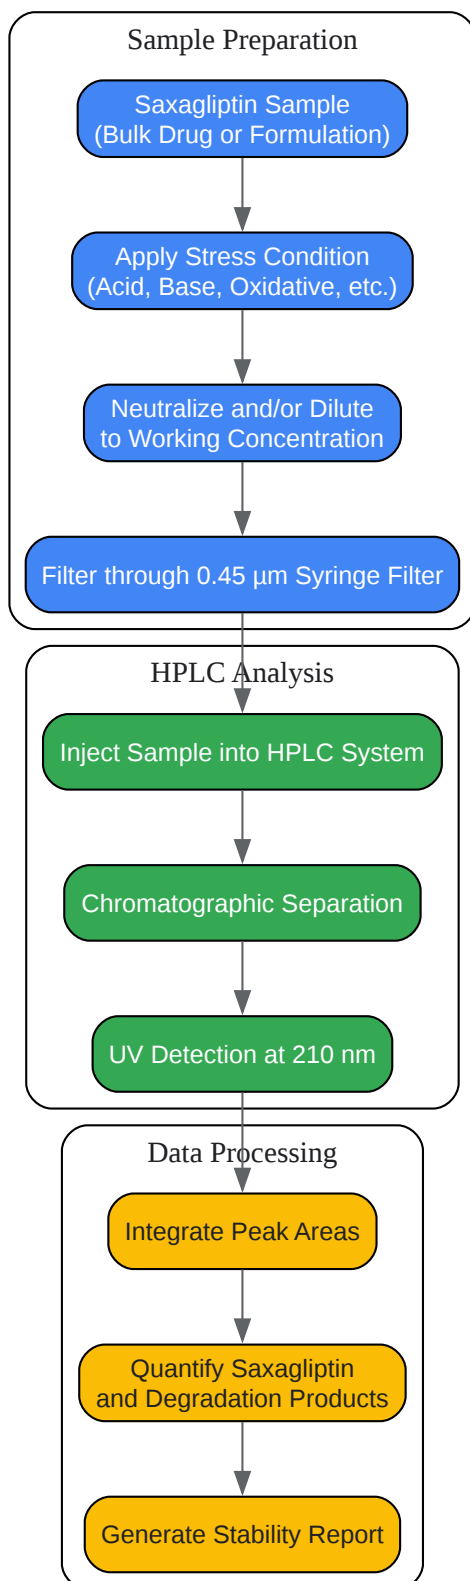 Sample Preparation
Saxagliptin Sample
(Bulk Drug or Formulation)
Apply Stress Condition
(Acid, Base, Oxidative, etc.)
Neutralize and/or Dilute
to Working Concentration
Filter through 0.45 µm Syringe Filter
HPLC Analysis
Inject Sample into HPLC System
Chromatographic Separation
UV Detection at 210 nm
Data Processing
Integrate Peak Areas
Quantify Saxagliptin
and Degradation Products
Generate Stability Report